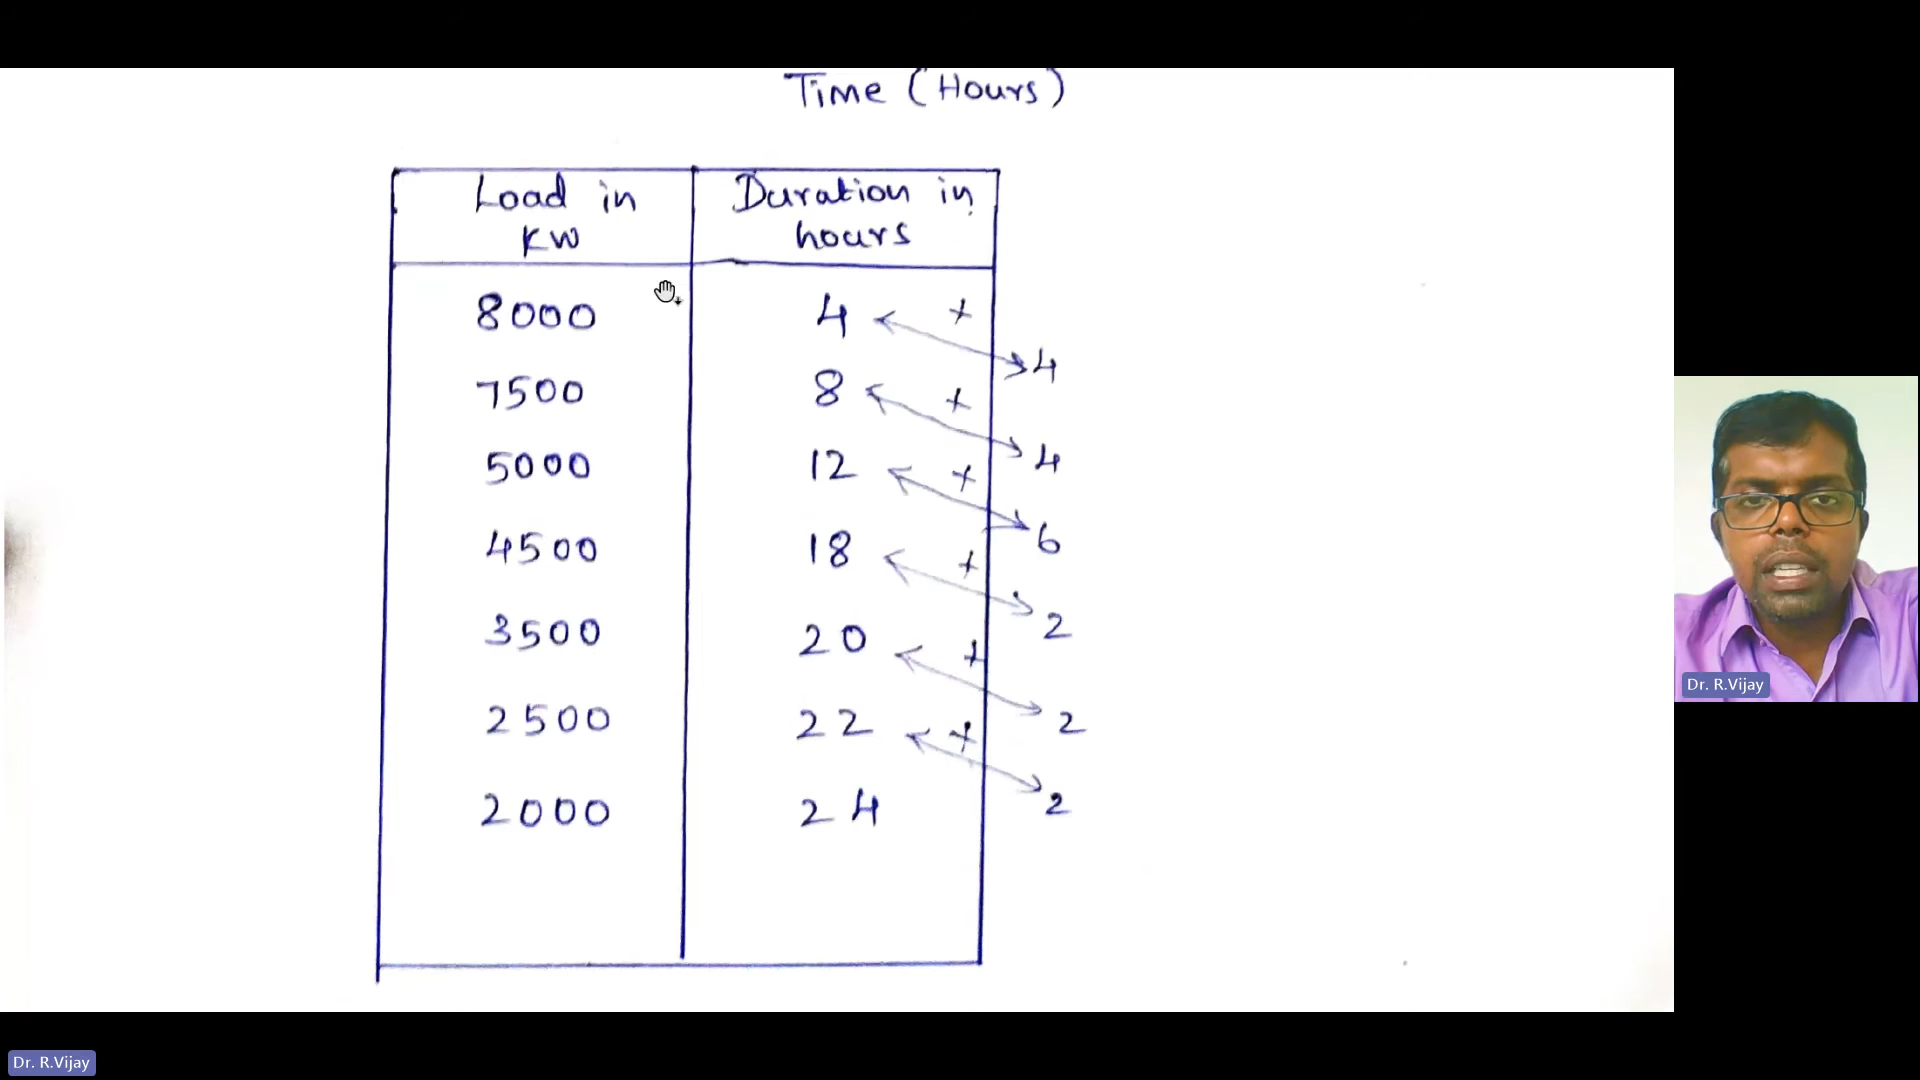 Time (Hours)
Load in Duration in
KW hours
8000 4 +
4
7500 8 +
4
5000 12 +
6
4500 18 +
2
3500 20 +
2
2500 22 +
2
2000 24
Dr. R.Vijay
Dr. R.Vijay